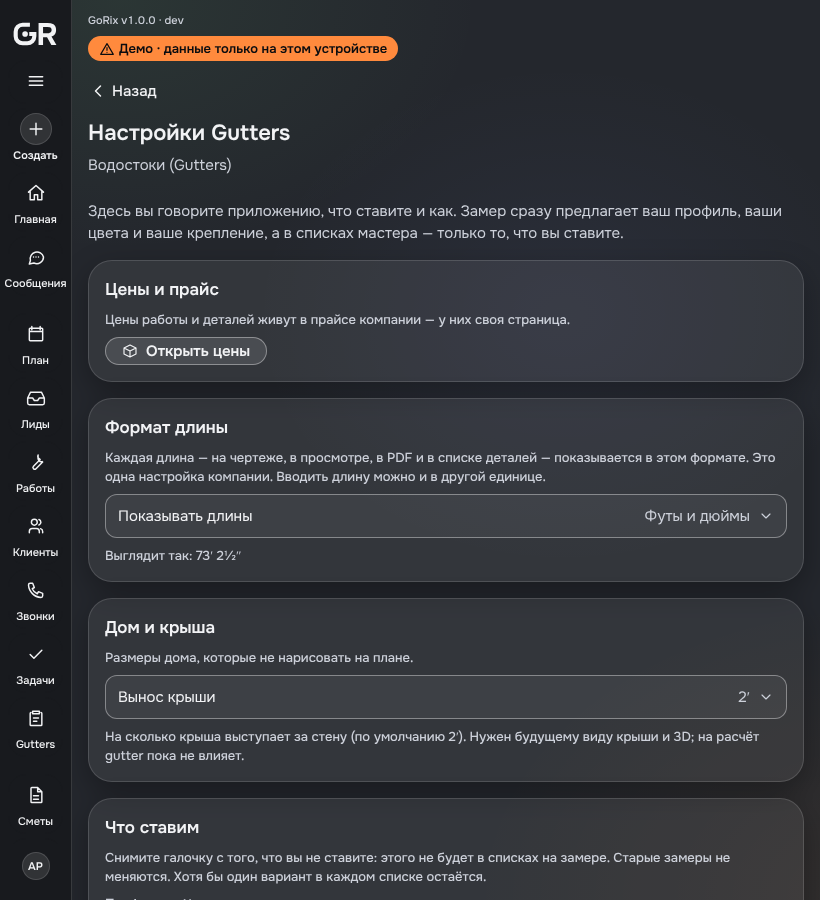 GR
GoRix v1.0.0 · dev
Демо · данные только на этом устройстве
Назад
Настройки Gutters
Водостоки (Gutters)
Здесь вы говорите приложению, что ставите и как. Замер сразу предлагает ваш профиль, ваши
цвета и ваше крепление, а в списках мастера — только то, что вы ставите.
Цены и прайс
Цены работы и деталей живут в прайсе компании — у них своя страница.
Открыть цены
Формат длины
Каждая длина — на чертеже, в просмотре, в PDF и в списке деталей — показывается в этом формате. Это
одна настройка компании. Вводить длину можно и в другой единице.
Показывать длины Футы и дюймы
Выглядит так: 73′ 2½″
Дом и крыша
Размеры дома, которые не нарисовать на плане.
Вынос крыши 2′
На сколько крыша выступает за стену (по умолчанию 2′). Нужен будущему виду крыши и 3D; на расчёт
gutter пока не влияет.
Что ставим
Снимите галочку с того, что вы не ставите: этого не будет в списках на замере. Старые замеры не
меняются. Хотя бы один вариант в каждом списке остаётся.
Создать
Главная
Сообщения
План
Лиды
Работы
Клиенты
Звонки
Задачи
Gutters
Сметы
AP